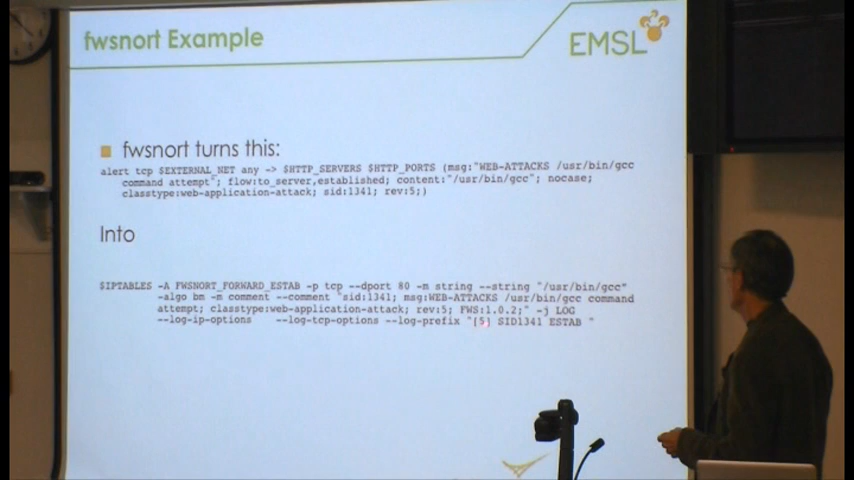 fwsnort Example
EMSL
fwsnort turns this:
alert tcp $EXTERNAL_NET any -> $HTTP_SERVERS $HTTP_PORTS (msg:"WEB-ATTACKS /usr/bin/gcc
command attempt"; flow:to_server,established; content:"/usr/bin/gcc"; nocase;
classtype:web-application-attack; sid:1341; rev:5;)
Into
$IPTABLES -A FWSNORT_FORWARD_ESTAB -p tcp --dport 80 -m string --string "/usr/bin/gcc"
-algo bm -m comment --comment "sid:1341; msg:WEB-ATTACKS /usr/bin/gcc command
attempt; classtype:web-application-attack; rev:5; FWS:1.0.2;" -j LOG
--log-ip-options --log-tcp-options --log-prefix "[5] SID1341 ESTAB "